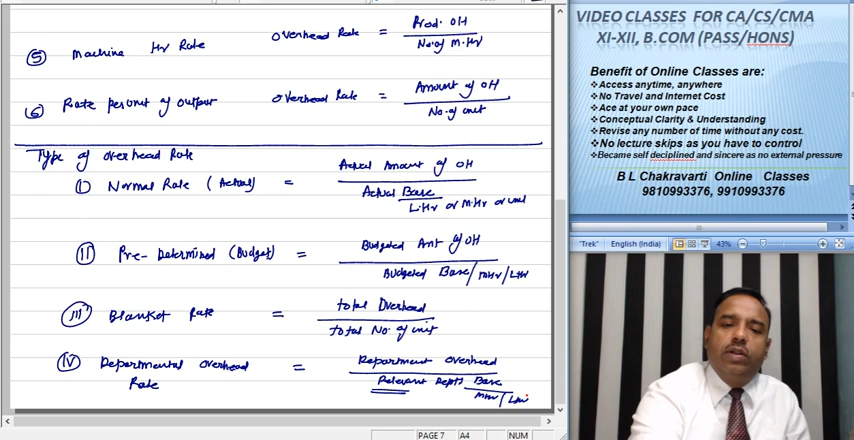 ⑤ Machine Hr Rate overhead Rate = Prod. OH / No. of M.Hr
⑥ Rate per unit of output overhead Rate = Amount of OH / No. of unit
Type of overhead Rate
① Normal Rate (Actual) = Actual Amount of OH / Actual Base
L.Hr or M.Hr or unit
(II) Pre-Determined (Budget) = Budgeted Amt of OH / Budgeted Base/MHr/LHr
(III) Blanket Rate = total Overhead / total No. of unit
(IV) Departmental Overhead Rate = Department overhead / Relevant Deptt Base
MHr/LHr
PAGE 7 A4 NUM
VIDEO CLASSES FOR CA/CS/CMA
XI-XII, B.COM (PASS/HONS)
Benefit of Online Classes are:
❖Access anytime, anywhere
❖No Travel and Internet Cost
❖Ace at your own pace
❖Conceptual Clarity & Understanding
❖Revise any number of time without any cost.
❖No lecture skips as you have to control
❖Became self deciplined and sincere as no external pressure
B L Chakravarti Online Classes
9810993376, 9910993376
"Trek" English (India) 43%